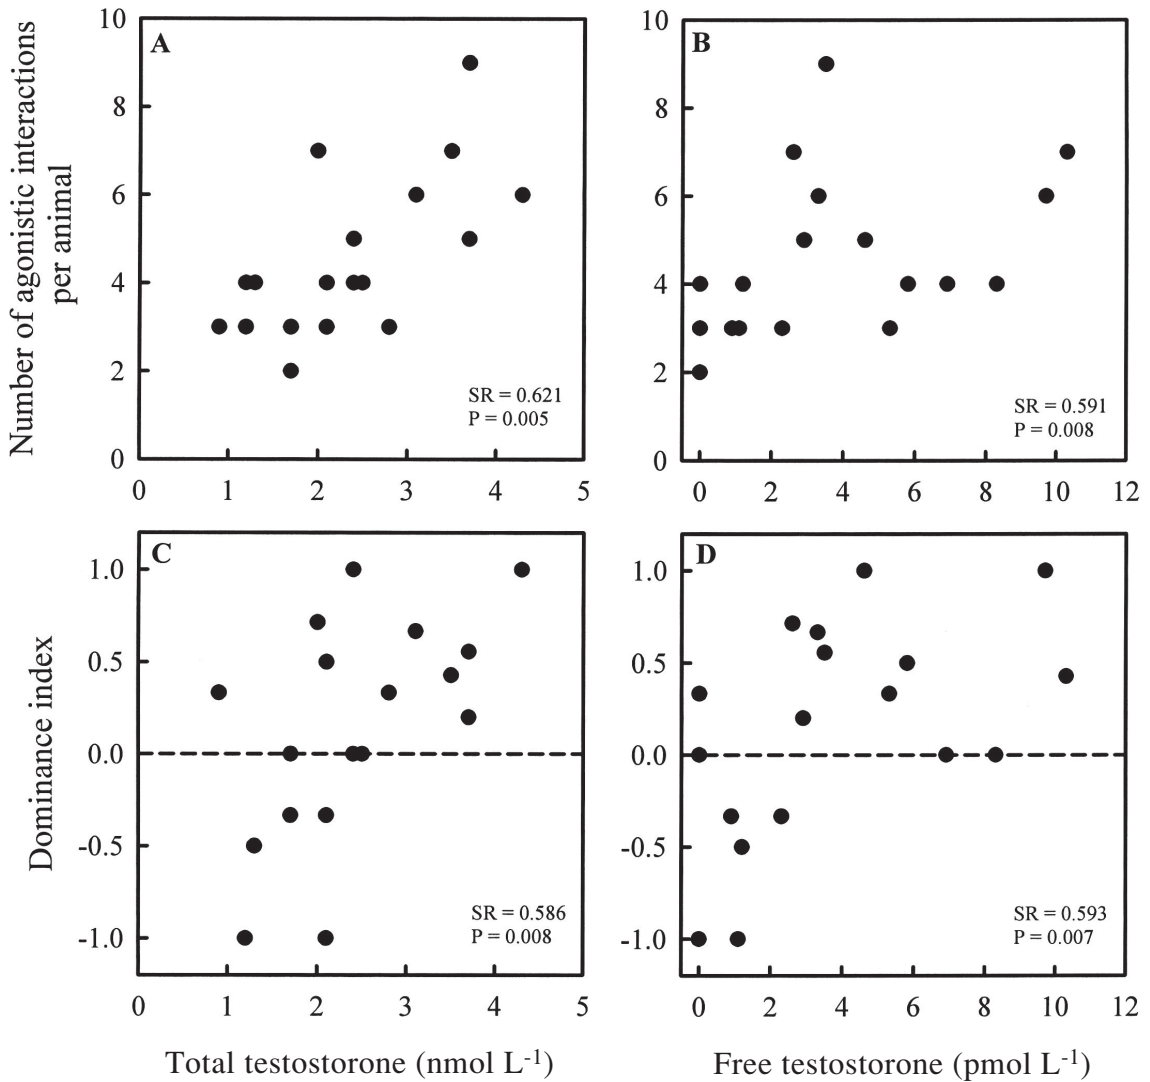 Number of agonistic interactions
per animal
A
10
8
6
4
2
0
SR = 0.621
P = 0.005
0 1 2 3 4 5
B
10
8
6
4
2
0
SR = 0.591
P = 0.008
0 2 4 6 8 10 12
Dominance index
C
1.0
0.5
0.0
-0.5
-1.0
SR = 0.586
P = 0.008
0 1 2 3 4 5
Total testostorone (nmol L-1)
D
1.0
0.5
0.0
-0.5
-1.0
SR = 0.593
P = 0.007
0 2 4 6 8 10 12
Free testostorone (pmol L-1)